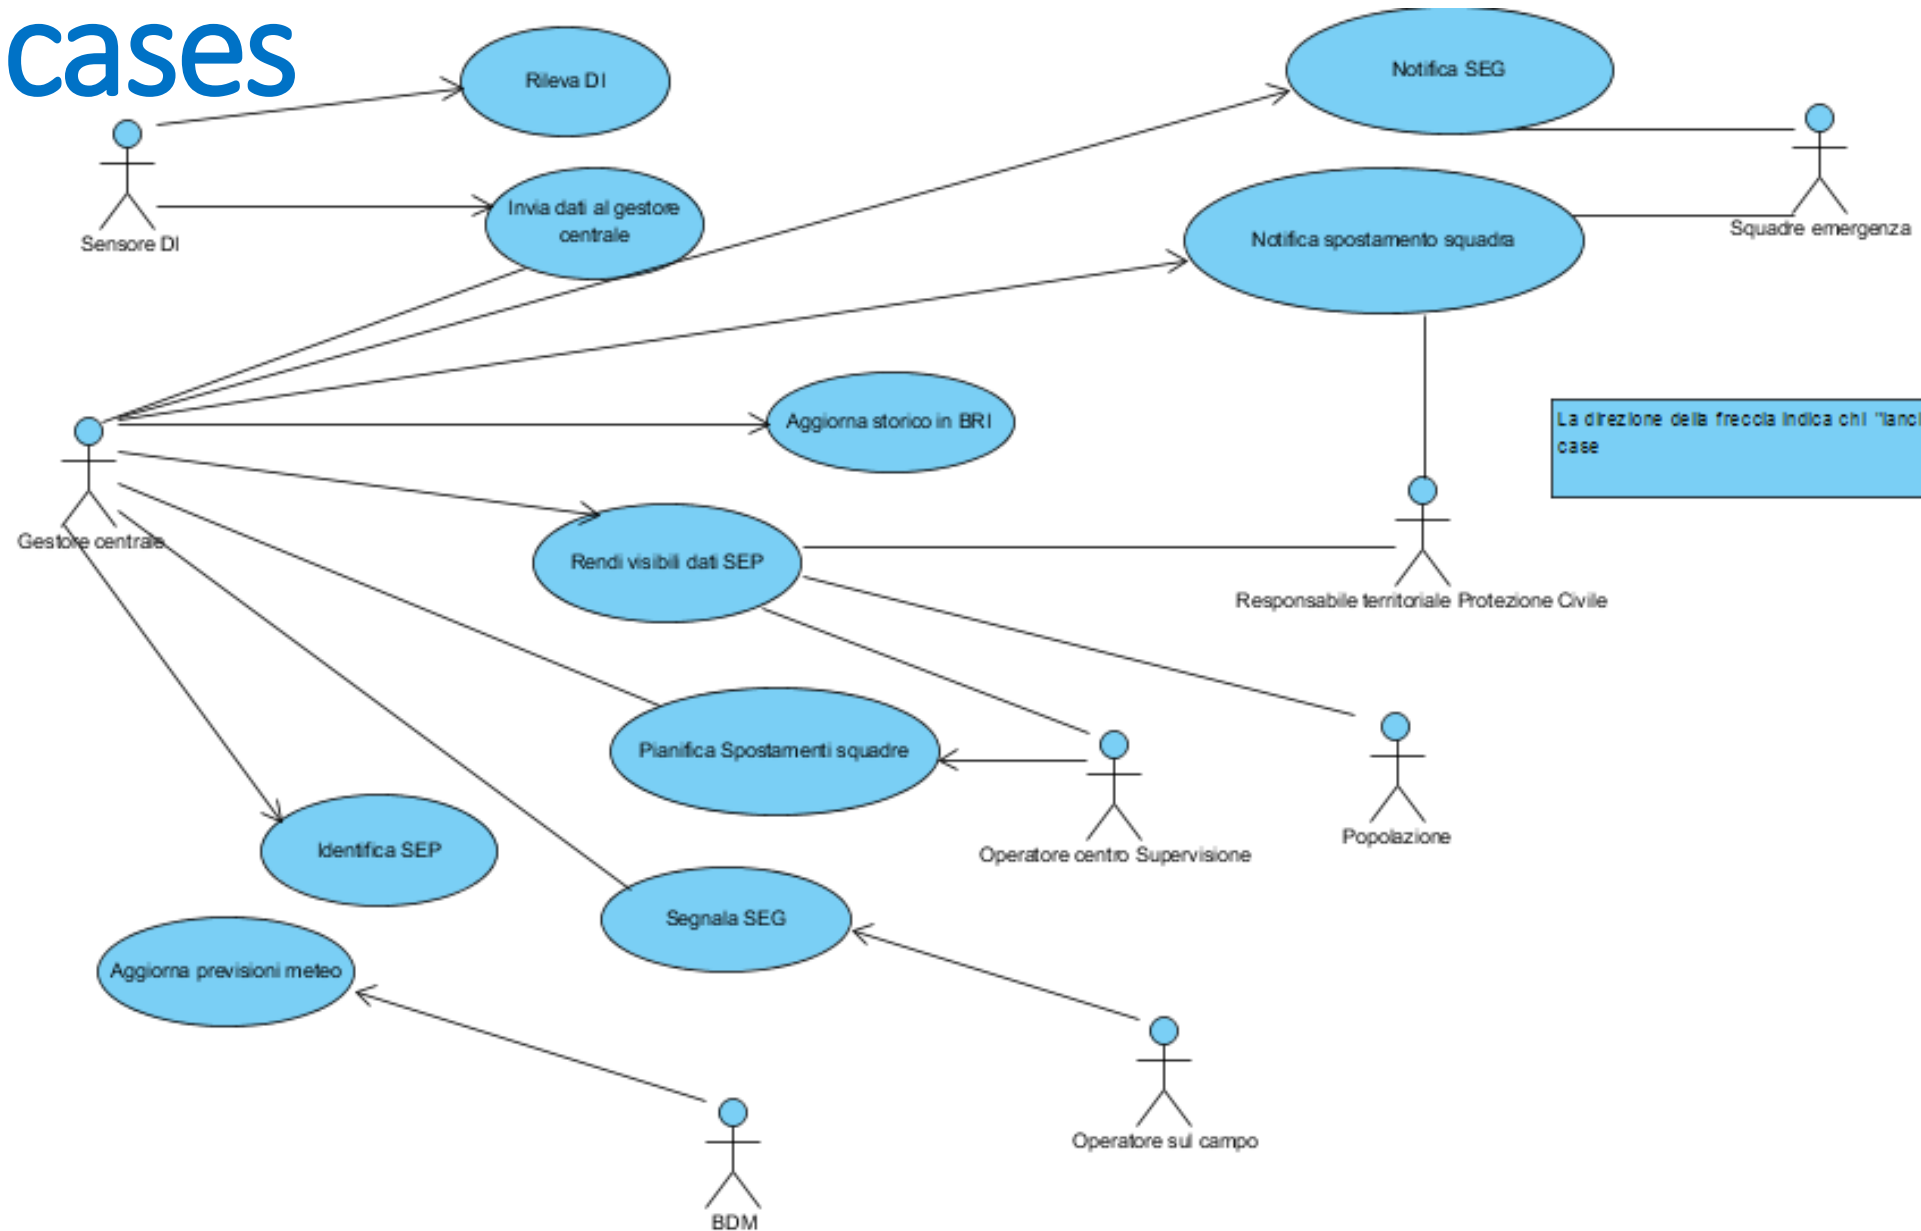 cases
Rileva DI
Notifica SEG
Sensore DI
Invia dati al gestore
centrale
Notifica spostamento squadra
Squadre emergenza
Aggiorna storico in BRI
La direzione della freccia indica chi "lanci
case
Gestore centrale
Rendi visibili dati SEP
Responsabile territoriale Protezione Civile
Pianifica Spostamenti squadre
Operatore centro Supervisione
Popolazione
Identifica SEP
Segnala SEG
Aggiorna previsioni meteo
Operatore sul campo
BDM